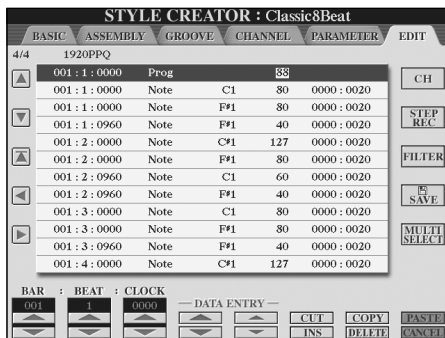 STYLE CREATOR : Classic8Beat
BASIC ASSEMBLY GROOVE CHANNEL PARAMETER EDIT
4/4 1920PPQ
001 : 1 : 0000 Prog 88
001 : 1 : 0000 Note C1 80 0000 : 0020
001 : 1 : 0000 Note F#1 80 0000 : 0020
001 : 1 : 0960 Note F#1 40 0000 : 0020
001 : 2 : 0000 Note C#1 127 0000 : 0020
001 : 2 : 0000 Note F#1 80 0000 : 0020
001 : 2 : 0960 Note C1 60 0000 : 0020
001 : 2 : 0960 Note F#1 40 0000 : 0020
001 : 3 : 0000 Note C1 80 0000 : 0020
001 : 3 : 0000 Note F#1 80 0000 : 0020
001 : 3 : 0960 Note F#1 40 0000 : 0020
001 : 4 : 0000 Note C#1 127 0000 : 0020
CH
STEP
REC
FILTER
SAVE
MULTI
SELECT
BAR : BEAT : CLOCK
001 1 0000
DATA ENTRY
CUT COPY PASTE
INS DELETE CANCEL